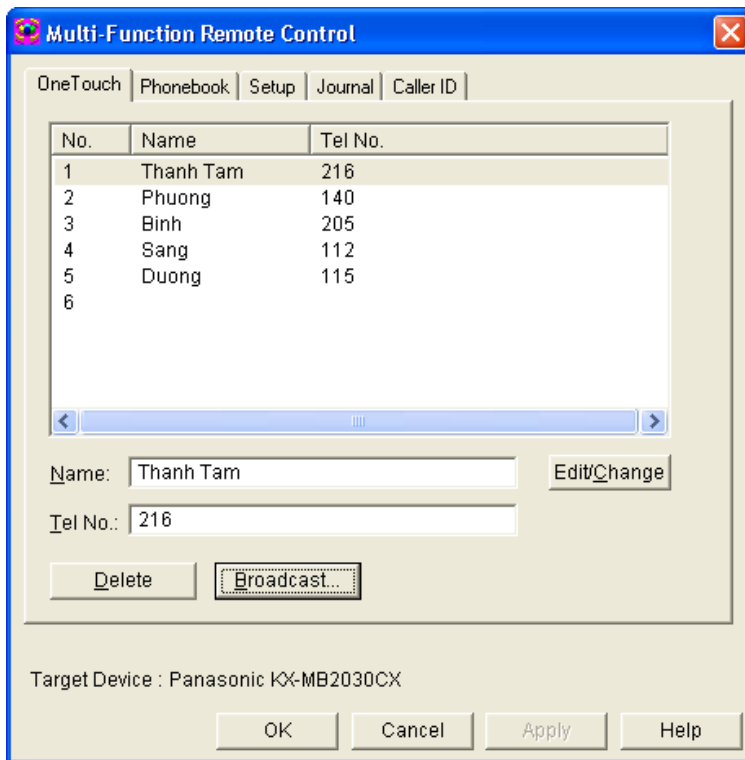 Multi-Function Remote Control
OneTouch Phonebook Setup Journal Caller ID
No. Name Tel No.
1 Thanh Tam 216
2 Phuong 140
3 Binh 205
4 Sang 112
5 Duong 115
6
Name: Thanh Tam Edit/Change
Tel No.: 216
Delete Broadcast...
Target Device : Panasonic KX-MB2030CX
OK Cancel Apply Help